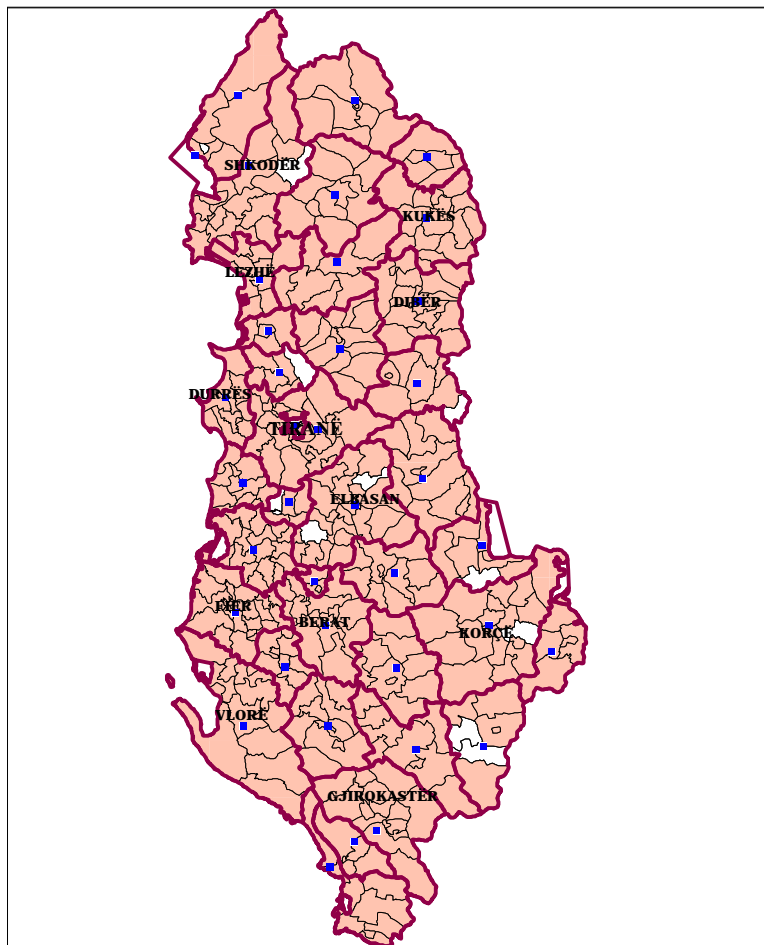 SHKODËR
KUKËS
LEZHË
DIBËR
DURRËS
TIRANË
ELBASAN
FIER
BERAT
KORÇË
VLORË
GJIROKASTËR